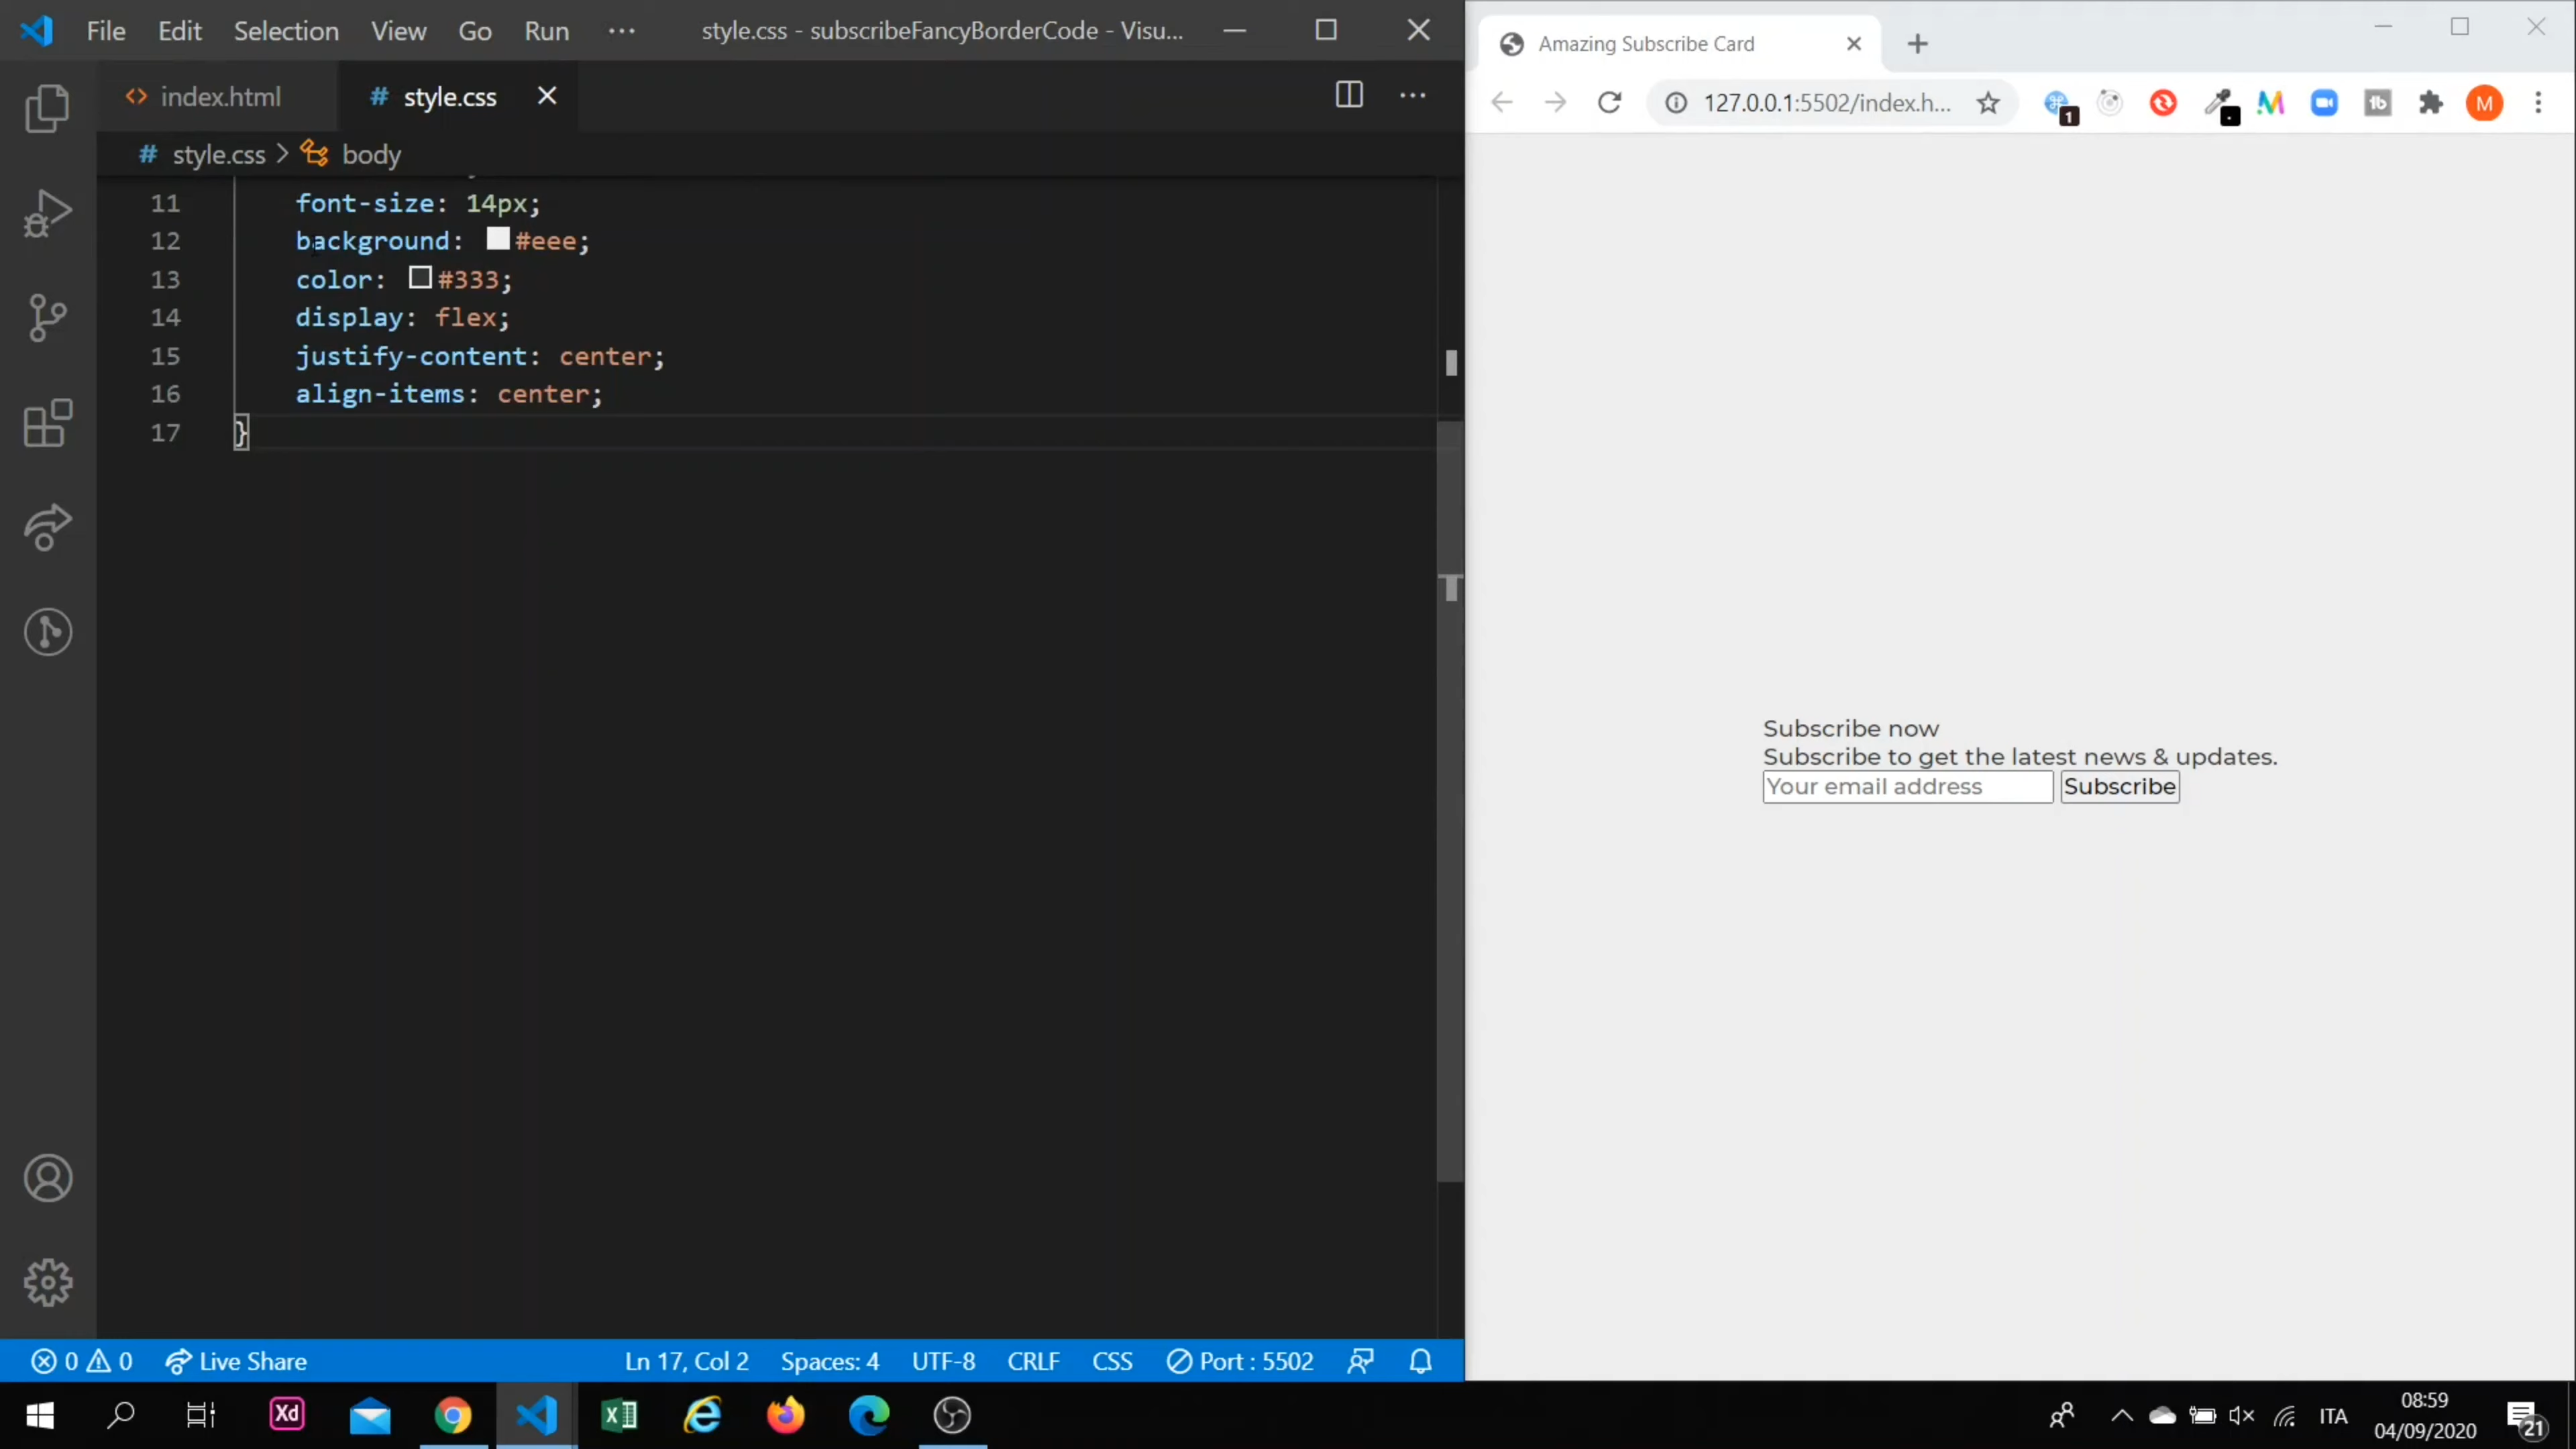 File Edit Selection View Go Run ··· style.css - subscribeFancyBorderCode - Visu...
index.html # style.css
# style.css > body
11 font-size: 14px;
12 background: #eee;
13 color: #333;
14 display: flex;
15 justify-content: center;
16 align-items: center;
17 }
0 0 Live Share Ln 17, Col 2 Spaces: 4 UTF-8 CRLF CSS Port : 5502
Amazing Subscribe Card
127.0.0.1:5502/index.h...
1
tb
M
Subscribe now
Subscribe to get the latest news & updates.
Your email address Subscribe
Xd
ITA
08:59
04/09/2020
21